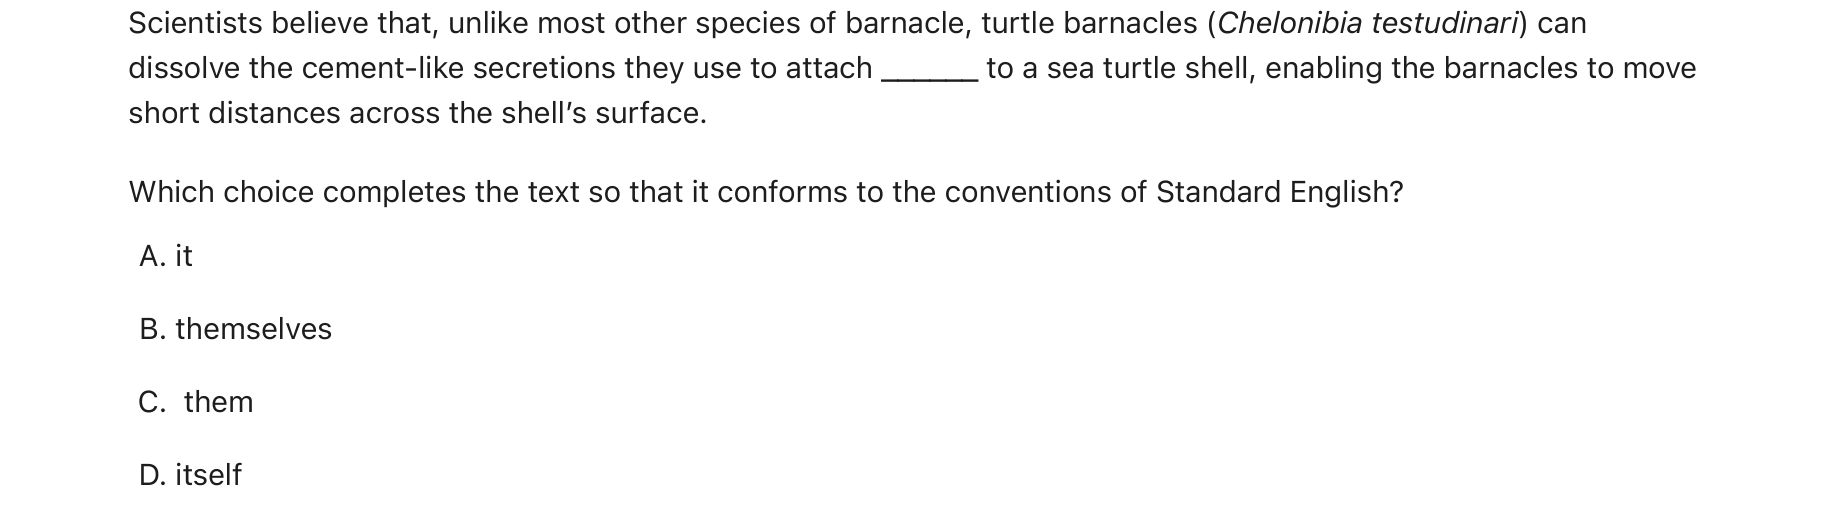 Scientists believe that, unlike most other species of barnacle, turtle barnacles (Chelonibia testudinari) can
dissolve the cement-like secretions they use to attach ______ to a sea turtle shell, enabling the barnacles to move
short distances across the shell's surface.
Which choice completes the text so that it conforms to the conventions of Standard English?
A. it
B. themselves
C. them
D. itself